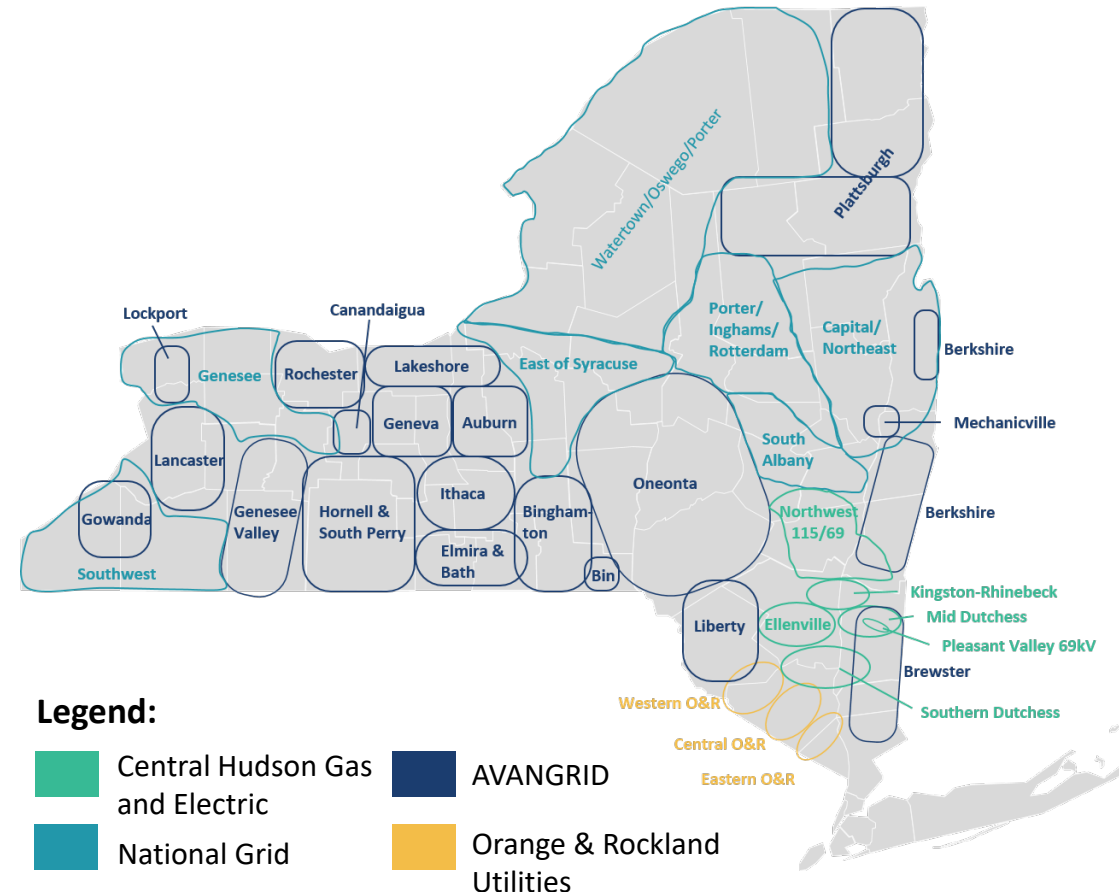 Watertown/Oswego/Porter
Plattsburgh
Lockport
Canandaigua
Genesee
Rochester
Lakeshore
East of Syracuse
Porter/
Inghams/
Rotterdam
Capital/
Northeast
Berkshire
Geneva
Auburn
Mechanicville
Lancaster
South
Albany
Gowanda
Genesee
Valley
Hornell &
South Perry
Ithaca
Bingham-
ton
Oneonta
Northwest
115/69
Berkshire
Southwest
Elmira &
Bath
Bin
Kingston-Rhinebeck
Liberty
Ellenville
Mid Dutchess
Pleasant Valley 69kV
Brewster
Western O&R
Southern Dutchess
Central O&R
Eastern O&R
Legend:
Central Hudson Gas
and Electric
AVANGRID
National Grid
Orange & Rockland
Utilities